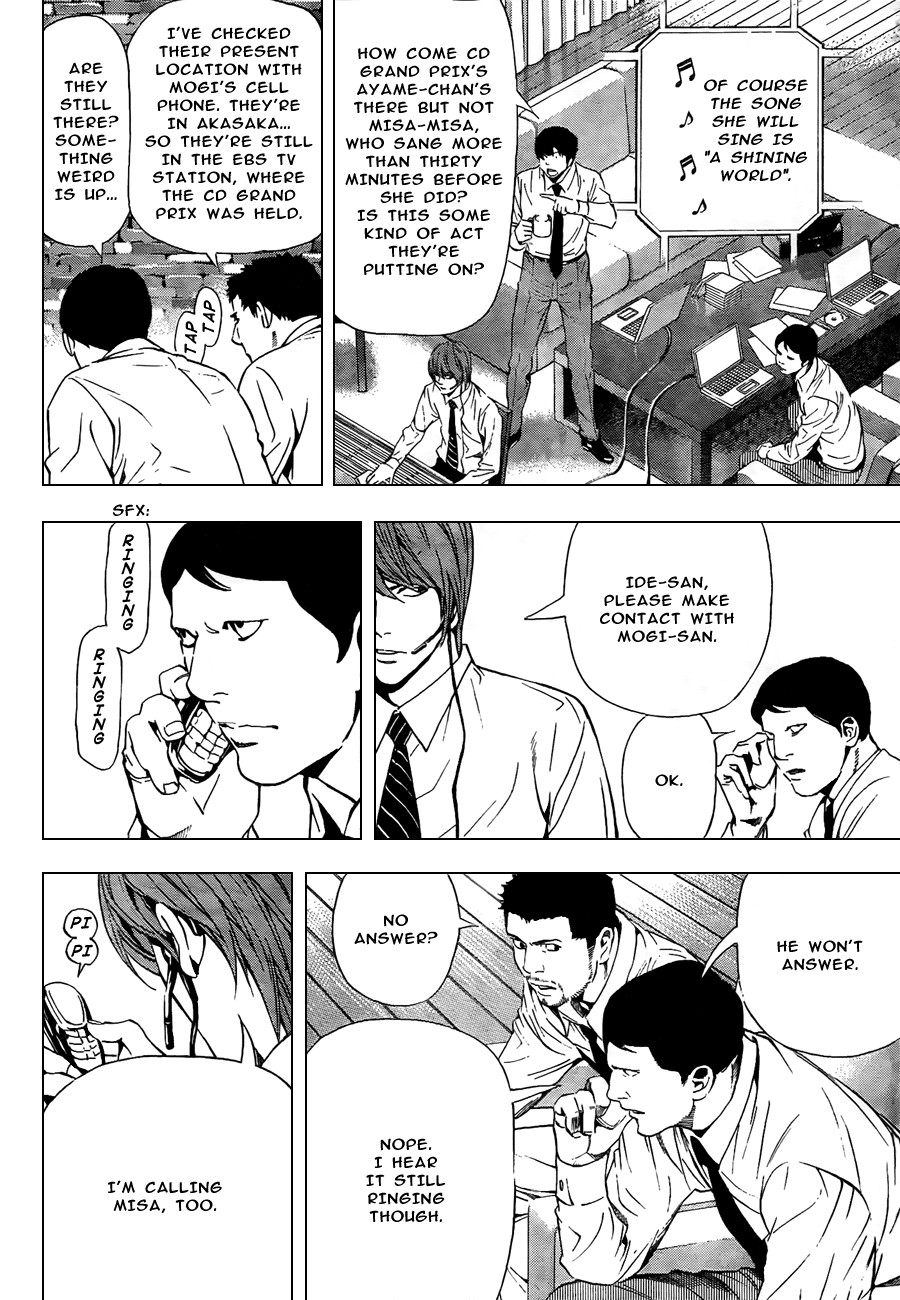 OF COURSE
THE SONG
SHE WILL
SING IS
"A SHINING
WORLD".
HOW COME CD
GRAND PRIX'S
AYAME-CHAN'S
THERE BUT NOT
MISA-MISA,
WHO SANG MORE
THAN THIRTY
MINUTES BEFORE
SHE DID?
IS THIS SOME
KIND OF ACT
THEY'RE
PUTTING ON?
I'VE CHECKED
THEIR PRESENT
LOCATION WITH
MOGI'S CELL
PHONE. THEY'RE
IN AKASAKA...
SO THEY'RE STILL
IN THE EBS TV
STATION, WHERE
THE CD GRAND
PRIX WAS HELD.
ARE
THEY
STILL
THERE?
SOME-
THING
WEIRD
IS UP...
TAP
TAP
IDE-SAN,
PLEASE MAKE
CONTACT WITH
MOGI-SAN.
OK.
SFX:
RINGING
RINGING
HE WON'T
ANSWER.
NO
ANSWER?
NOPE.
I HEAR
IT STILL
RINGING
THOUGH.
PI
PI
I'M CALLING
MISA, TOO.